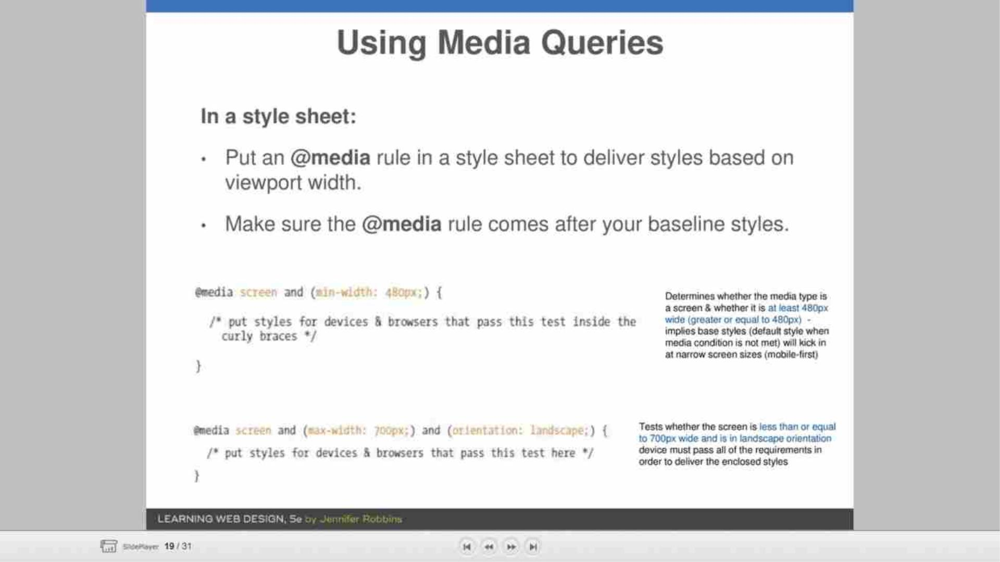 Using Media Queries
In a style sheet:
• Put an @media rule in a style sheet to deliver styles based on
viewport width.
• Make sure the @media rule comes after your baseline styles.
@media screen and (min-width: 480px;) {
/* put styles for devices & browsers that pass this test inside the
curly braces */
}
Determines whether the media type is
a screen & whether it is at least 480px
wide (greater or equal to 480px) -
implies base styles (default style when
media condition is not met) will kick in
at narrow screen sizes (mobile-first)
@media screen and (max-width: 700px;) and (orientation: landscape;) {
/* put styles for devices & browsers that pass this test here */
}
Tests whether the screen is less than or equal
to 700px wide and is in landscape orientation
device must pass all of the requirements in
order to deliver the enclosed styles
LEARNING WEB DESIGN, 5e by Jennifer Robbins
SlidePlayer 19 / 31